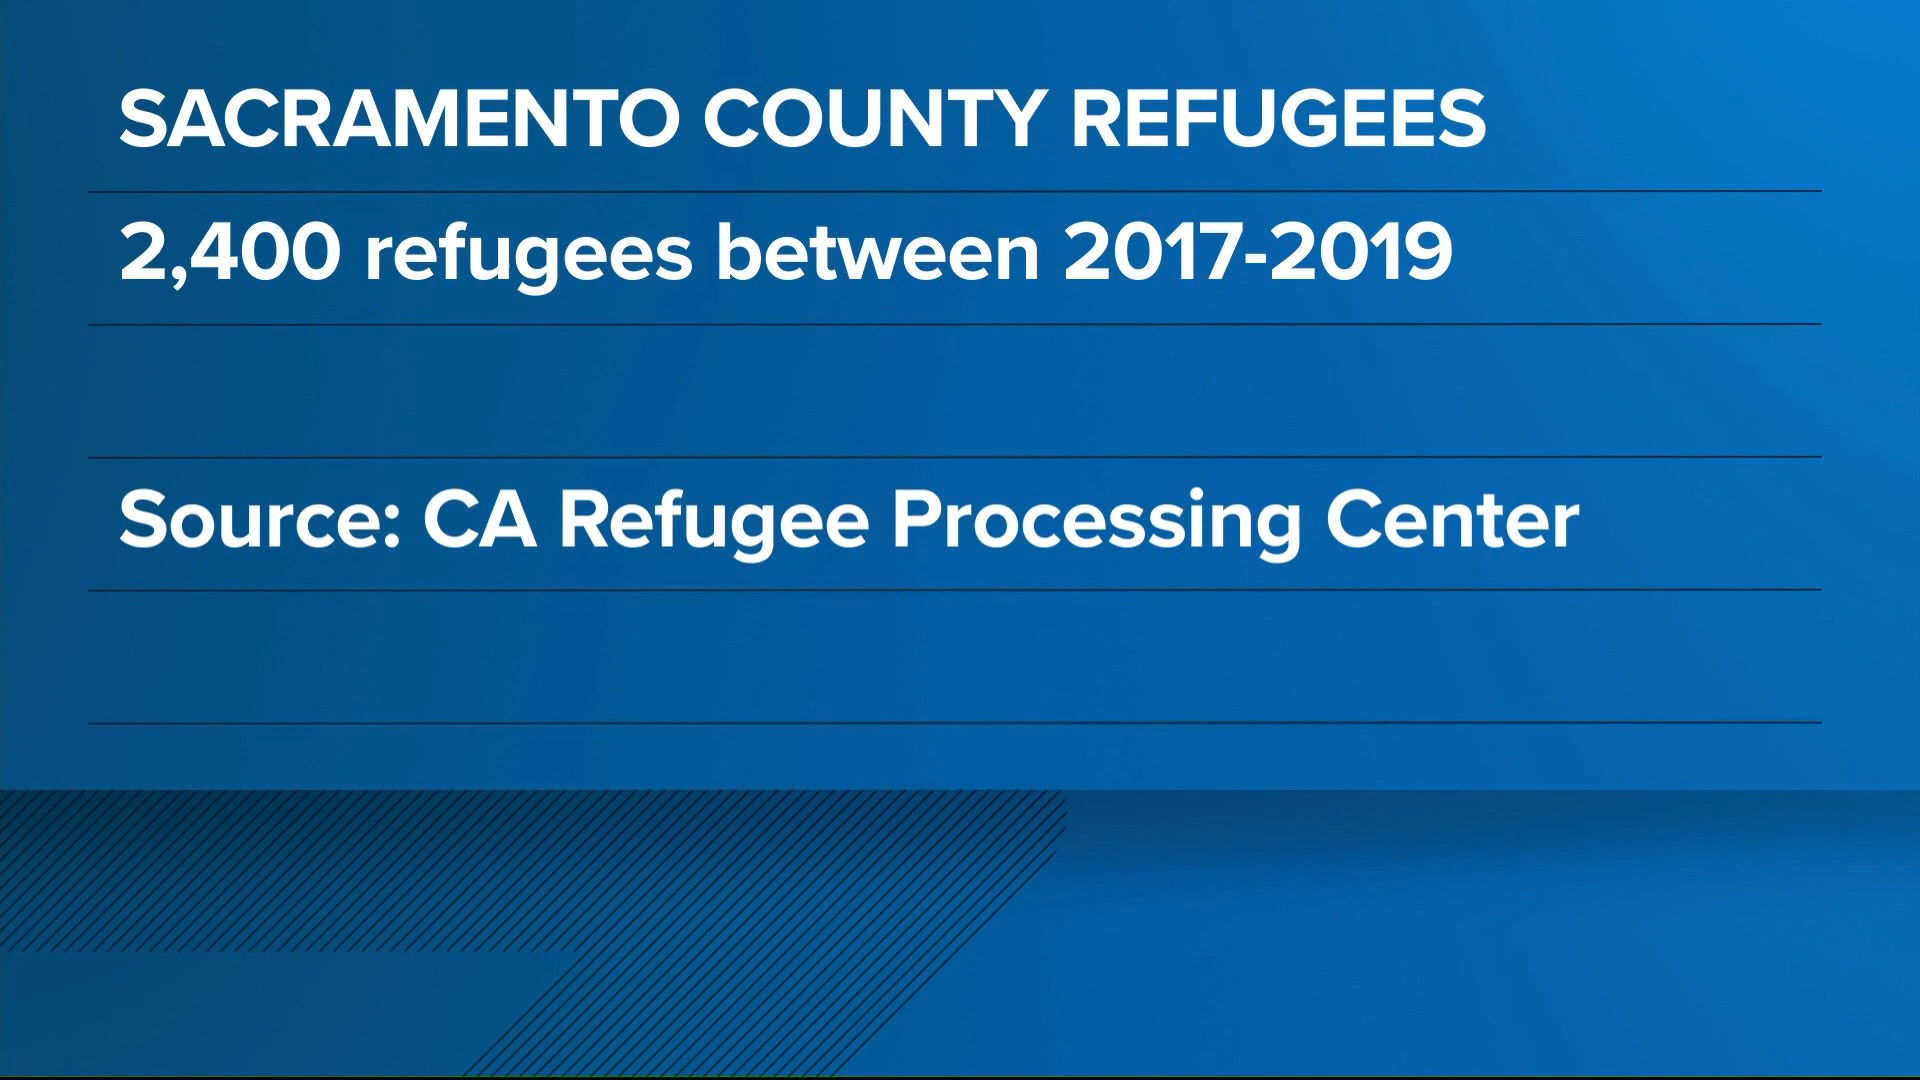 SACRAMENTO COUNTY REFUGEES
2,400 refugees between 2017-2019
Source: CA Refugee Processing Center